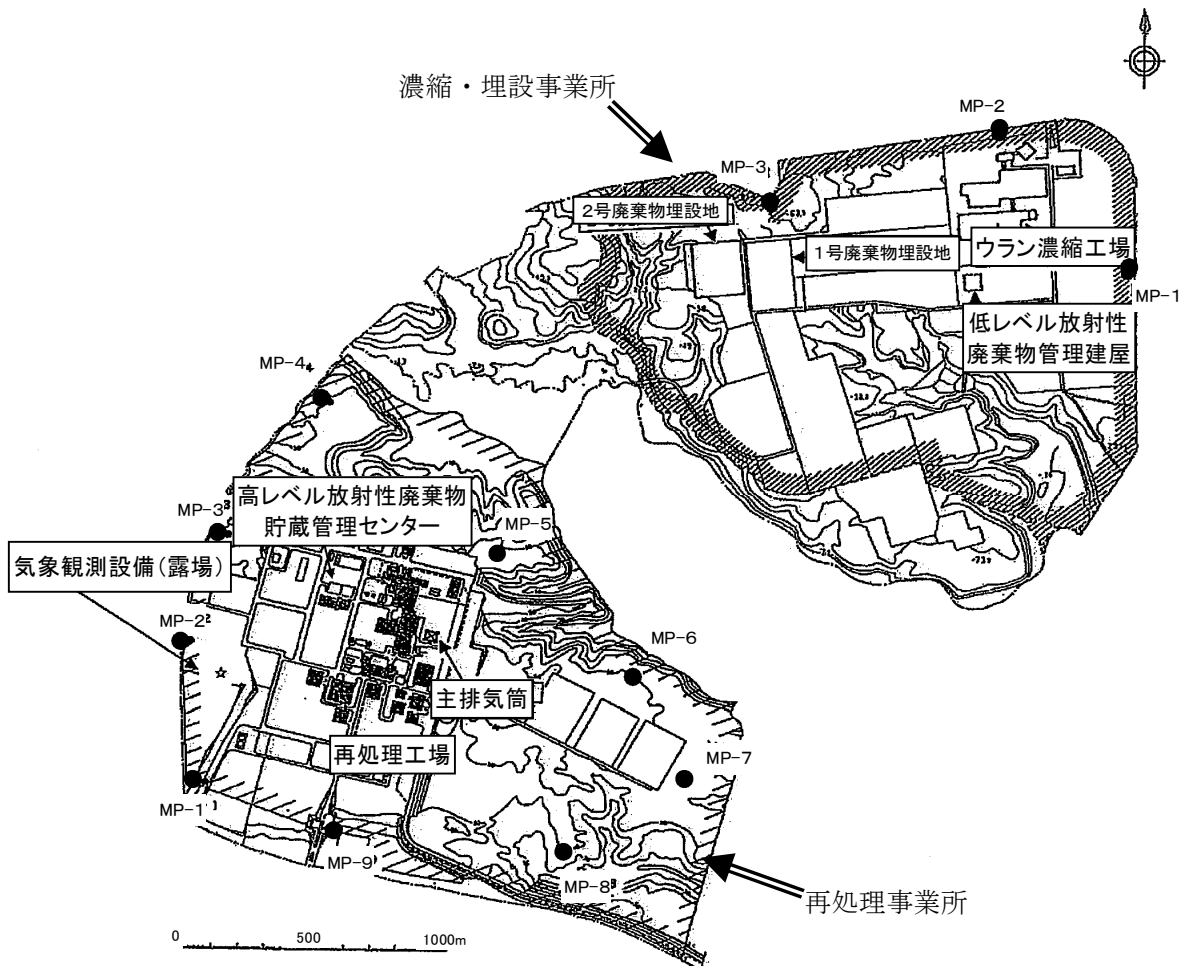 濃縮・埋設事業所
MP-2
MP-3
2号廃棄物埋設地
1号廃棄物埋設地
ウラン濃縮工場
MP-1
低レベル放射性
廃棄物管理建屋
MP-4
高レベル放射性廃棄物
貯蔵管理センター
MP-3
MP-5
気象観測設備(露場)
MP-2
MP-6
主排気筒
再処理工場
MP-7
MP-1
MP-9
MP-8
再処理事業所
0 500 1000m